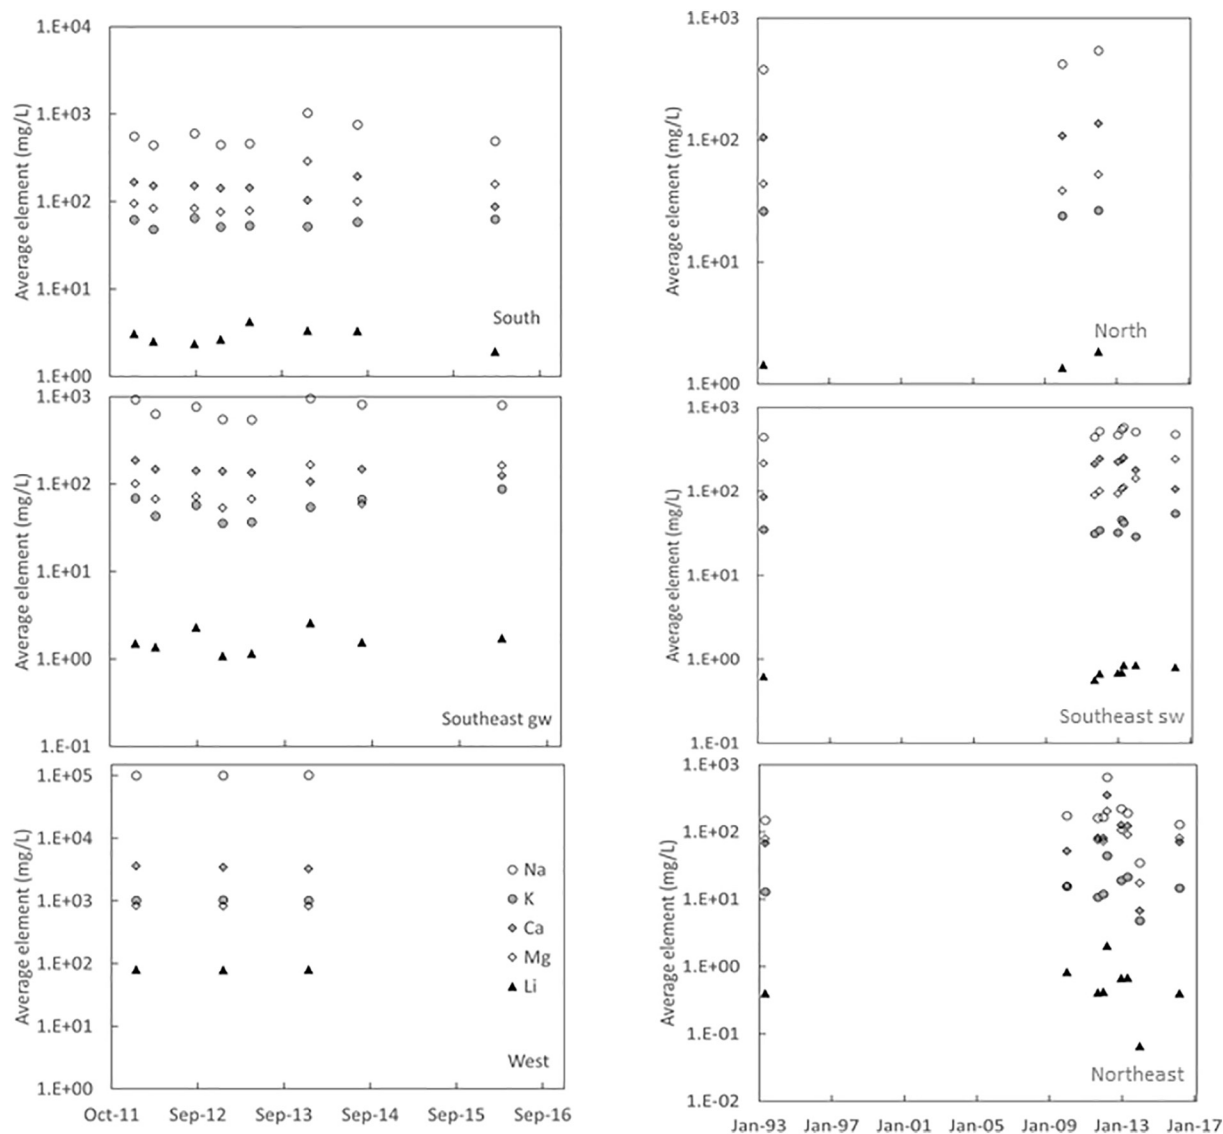 Average element (mg/L)
1.E+04
1.E+03
1.E+02
1.E+01
1.E+00
South
Average element (mg/L)
1.E+03
1.E+02
1.E+01
1.E+00
North
Average element (mg/L)
1.E+03
1.E+02
1.E+01
1.E+00
1.E-01
Southeast gw
Average element (mg/L)
1.E+03
1.E+02
1.E+01
1.E+00
1.E-01
Southeast sw
Average element (mg/L)
1.E+05
1.E+04
1.E+03
1.E+02
1.E+01
1.E+00
Na
K
Ca
Mg
Li
West
Oct-11 Sep-12 Sep-13 Sep-14 Sep-15 Sep-16
Average element (mg/L)
1.E+03
1.E+02
1.E+01
1.E+00
1.E-01
1.E-02
Northeast
Jan-93 Jan-97 Jan-01 Jan-05 Jan-09 Jan-13 Jan-17